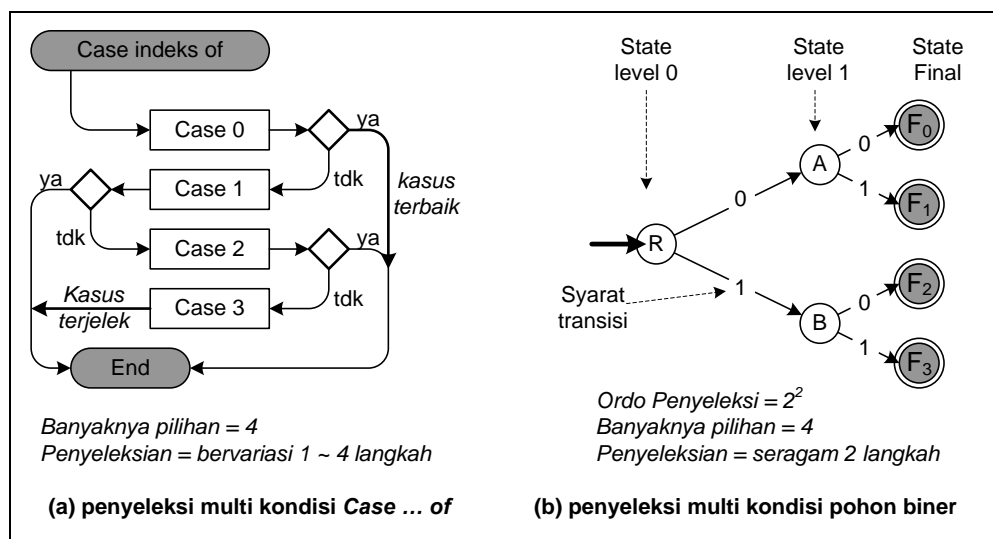 Case indeks of
Case 0
ya
tdk
Case 1
ya
tdk
kasus
terbaik
Case 2
ya
tdk
Case 3
Kasus
terjelek
End
Banyaknya pilihan = 4
Penyeleksian = bervariasi 1 ~ 4 langkah
(a) penyeleksi multi kondisi Case ... of
State
level 0
State
level 1
State
Final
F₀
0
A
1
F₁
0
R
1
Syarat
transisi
F₂
0
B
1
F₃
Ordo Penyeleksi = 2²
Banyaknya pilihan = 4
Penyeleksian = seragam 2 langkah
(b) penyeleksi multi kondisi pohon biner